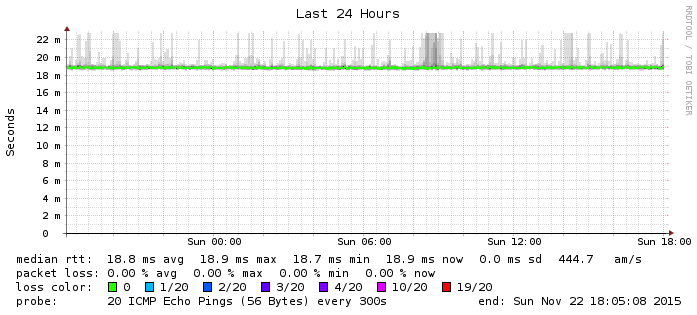 Last 24 Hours
RRDTOOL / TOBI OETIKER
Seconds
22 m
20 m
18 m
16 m
14 m
12 m
10 m
8 m
6 m
4 m
2 m
0
Sun 00:00 Sun 06:00 Sun 12:00 Sun 18:00
median rtt: 18.8 ms avg 18.9 ms max 18.7 ms min 18.9 ms now 0.0 ms sd 444.7 am/s
packet loss: 0.00 % avg 0.00 % max 0.00 % min 0.00 % now
loss color: 0 1/20 2/20 3/20 4/20 10/20 19/20
probe: 20 ICMP Echo Pings (56 Bytes) every 300s end: Sun Nov 22 18:05:08 2015